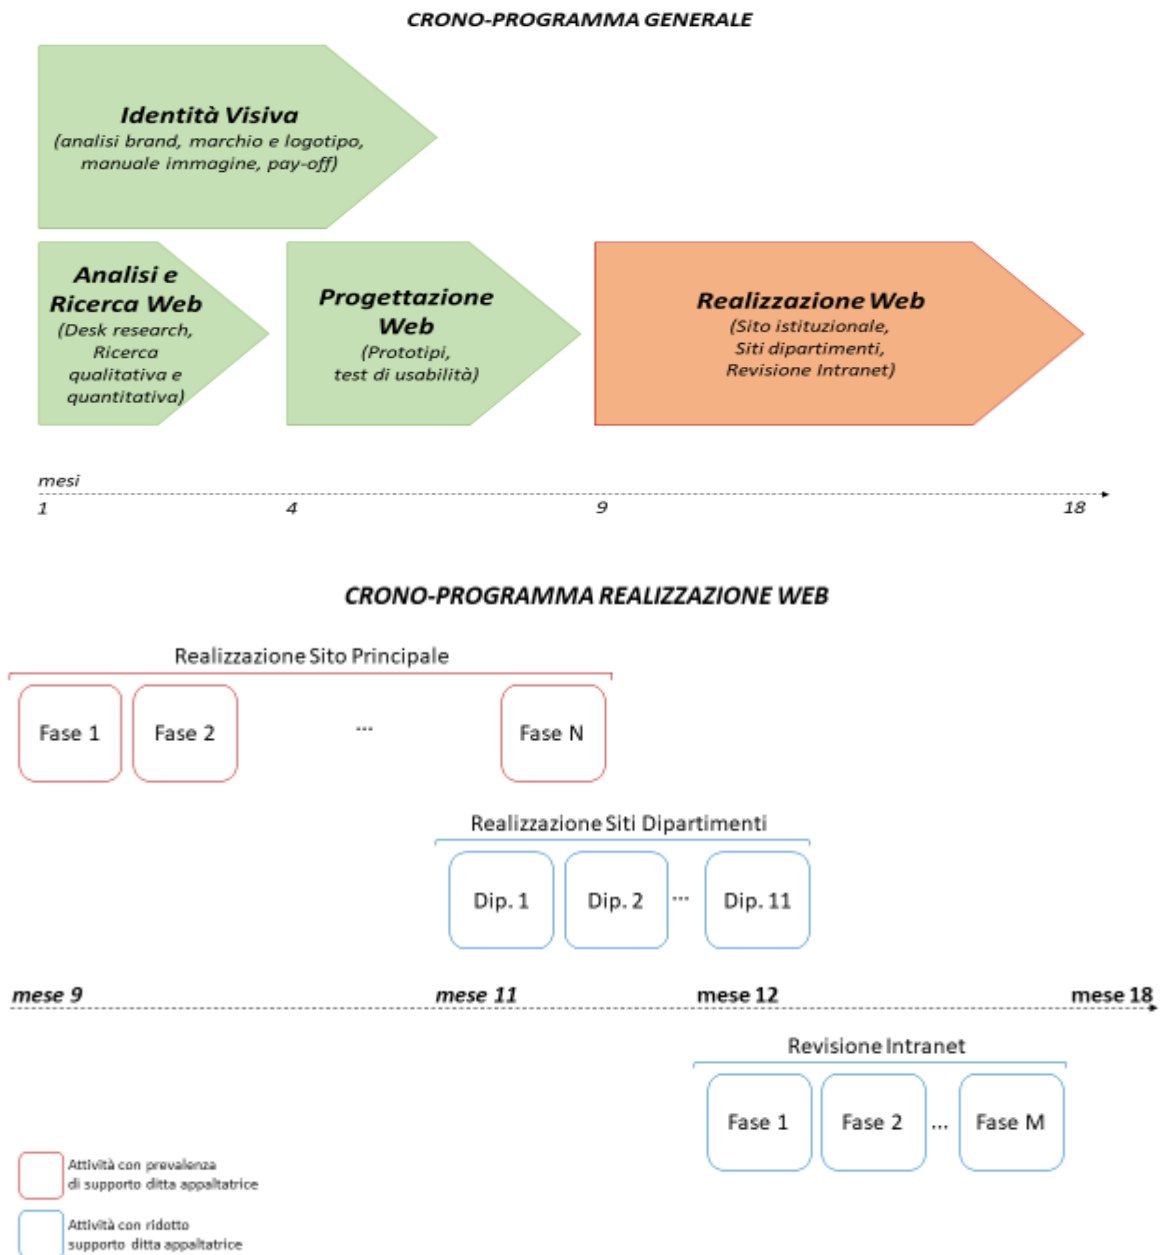 CRONO-PROGRAMMA GENERALE
Identità Visiva
(analisi brand, marchio e logotipo,
manuale immagine, pay-off)
Analisi e
Ricerca Web
(Desk research,
Ricerca
qualitativa e
quantitativa)
Progettazione
Web
(Prototipi,
test di usabilità)
Realizzazione Web
(Sito istituzionale,
Siti dipartimenti,
Revisione Intranet)
mesi
1 4 9 18
CRONO-PROGRAMMA REALIZZAZIONE WEB
Realizzazione Sito Principale
Fase 1 Fase 2 ... Fase N
Realizzazione Siti Dipartimenti
Dip. 1 Dip. 2 ... Dip. 11
mese 9 mese 11 mese 12 mese 18
Revisione Intranet
Fase 1 Fase 2 ... Fase M
Attività con prevalenza
di supporto ditta appaltatrice
Attività con ridotto
supporto ditta appaltatrice